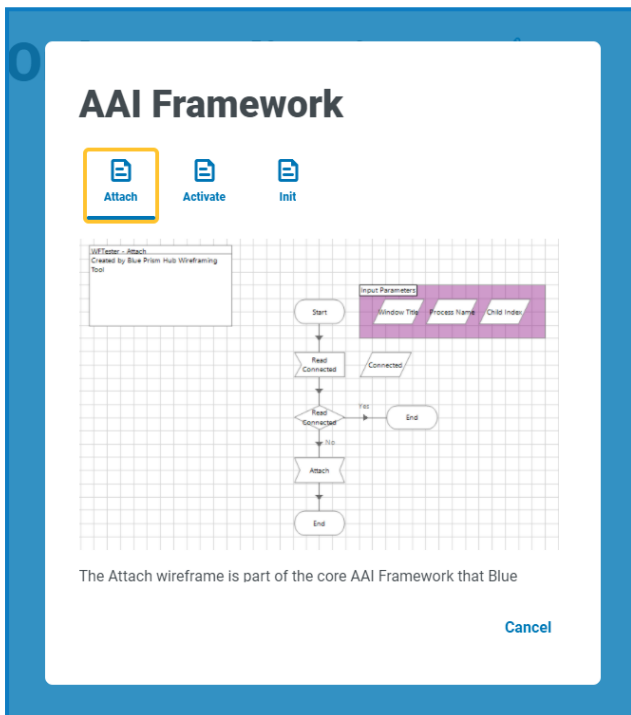 AAI Framework
Attach
Activate
Init
WFTester - Attach
Created by Blue Prism Hub Wireframing
Tool
Input Parameters
Start
Window Title
Process Name
Child Index
Read
Connected
Connected
Read
Connected
Yes
End
No
Attach
End
The Attach wireframe is part of the core AAI Framework that Blue
Cancel